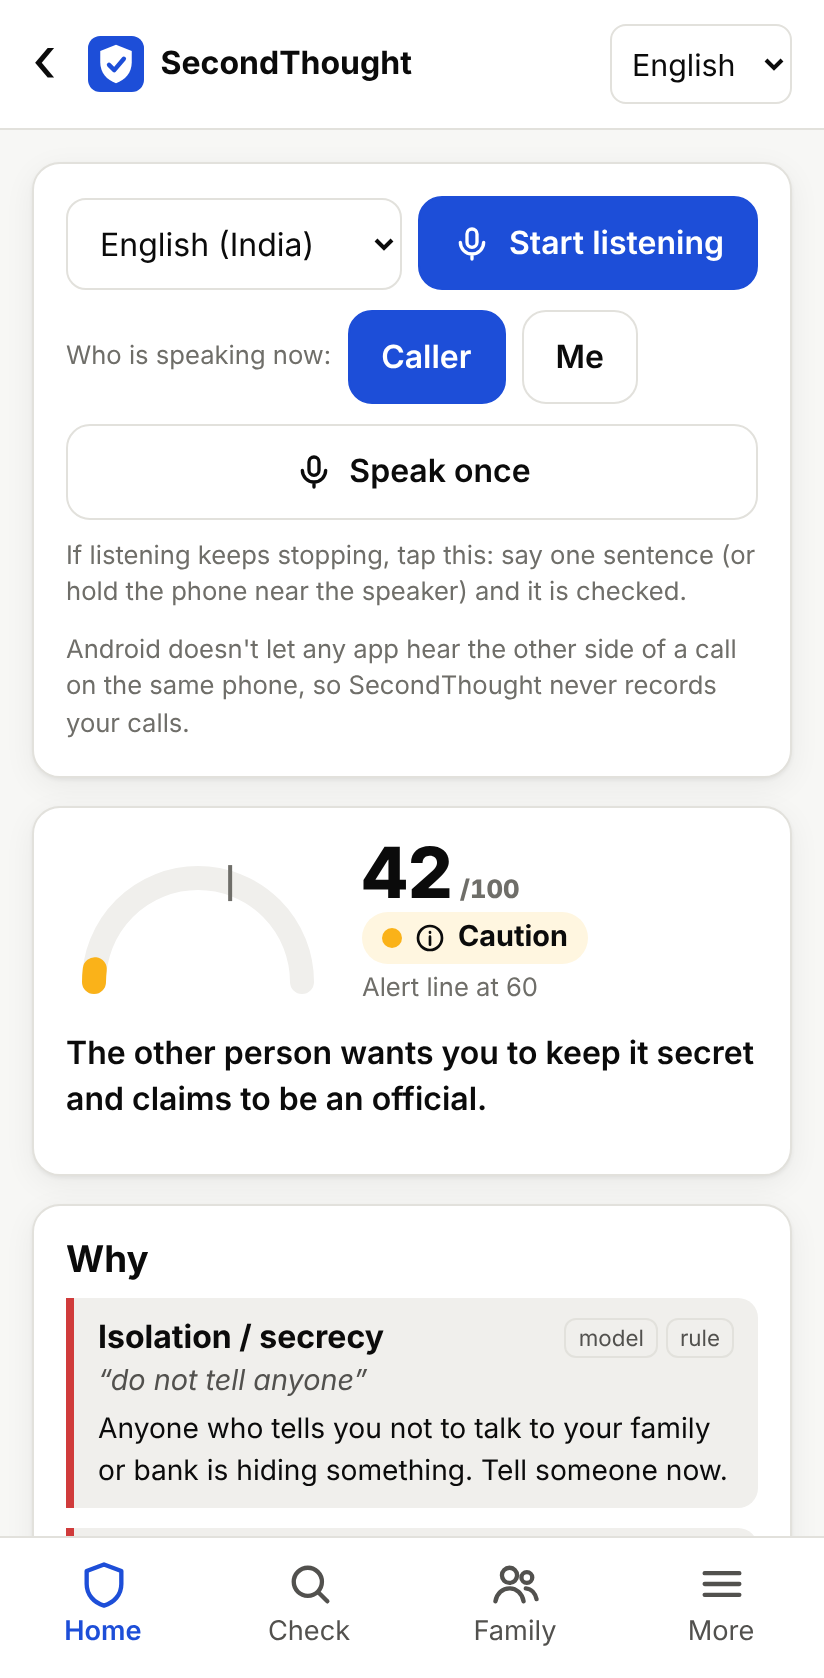 SecondThought
English
English (India)
Start listening
Who is speaking now:
Caller
Me
Speak once
If listening keeps stopping, tap this: say one sentence (or
hold the phone near the speaker) and it is checked.
Android doesn't let any app hear the other side of a call
on the same phone, so SecondThought never records
your calls.
42 /100
Caution
Alert line at 60
The other person wants you to keep it secret
and claims to be an official.
Why
Isolation / secrecy
model
rule
“do not tell anyone”
Anyone who tells you not to talk to your family
or bank is hiding something. Tell someone now.
Home
Check
Family
More